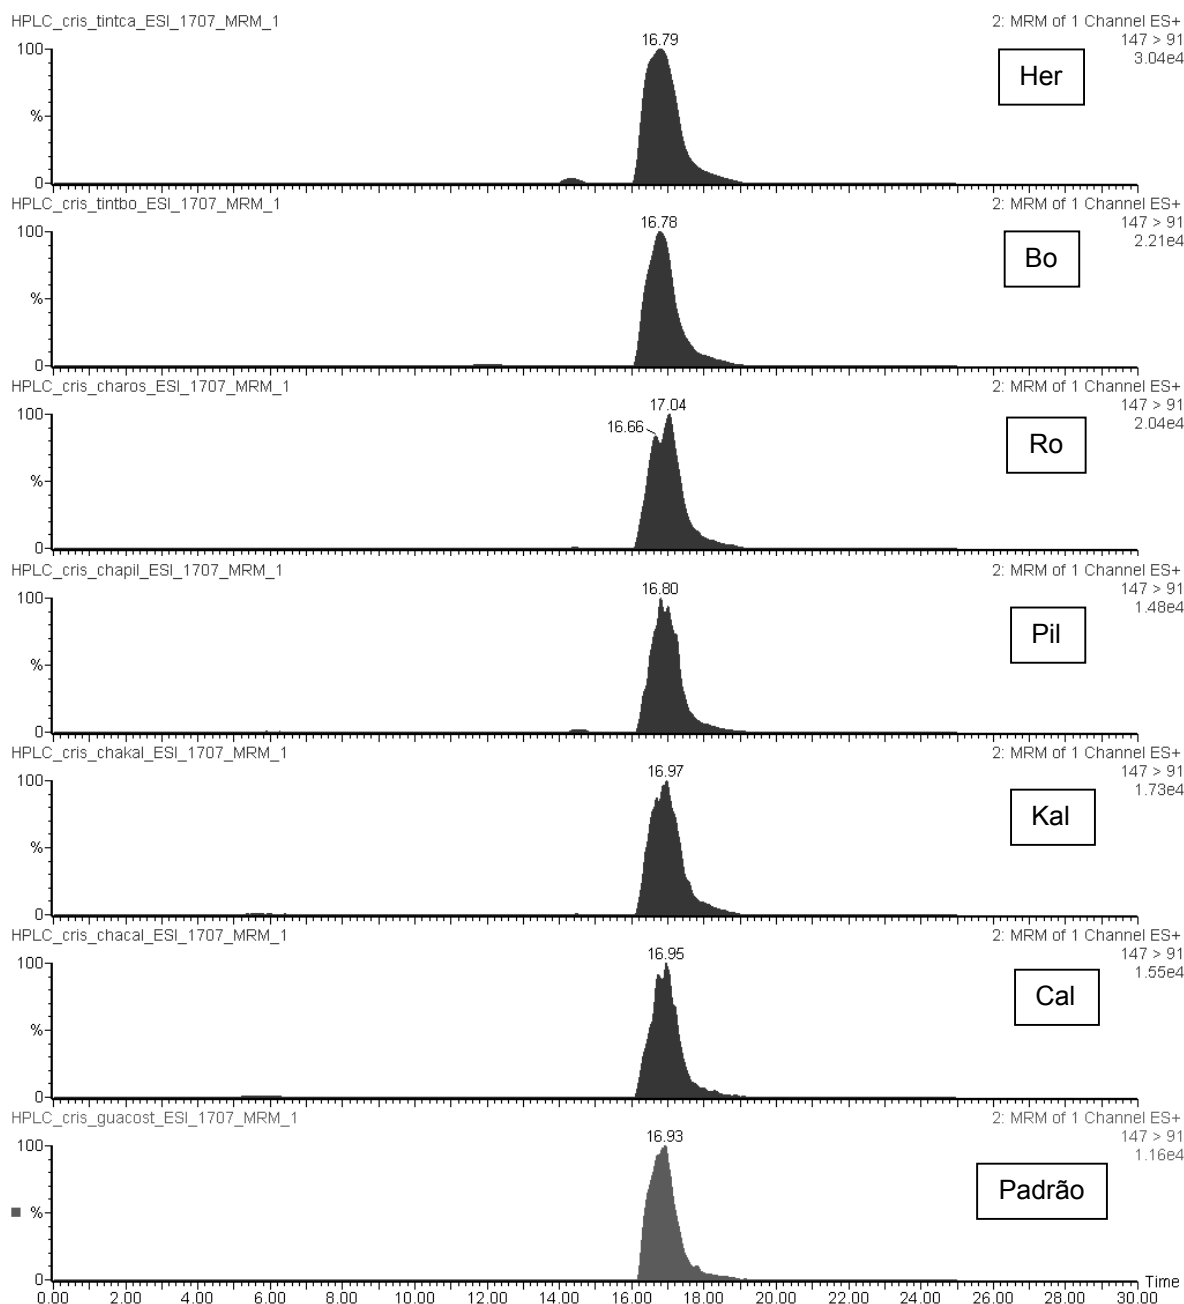 HPLC_cris_tintca_ESI_1707_MRM_1 2: MRM of 1 Channel ES+
16.79 147 > 91
100 3.04e4
Her
%
0
HPLC_cris_tintbo_ESI_1707_MRM_1 2: MRM of 1 Channel ES+
16.78 147 > 91
100 2.21e4
Bo
%
0
HPLC_cris_charos_ESI_1707_MRM_1 2: MRM of 1 Channel ES+
17.04 147 > 91
100 2.04e4
16.66
Ro
%
0
HPLC_cris_chapil_ESI_1707_MRM_1 2: MRM of 1 Channel ES+
16.80 147 > 91
100 1.48e4
Pil
%
0
HPLC_cris_chakal_ESI_1707_MRM_1 2: MRM of 1 Channel ES+
16.97 147 > 91
100 1.73e4
Kal
%
0
HPLC_cris_chacal_ESI_1707_MRM_1 2: MRM of 1 Channel ES+
16.95 147 > 91
100 1.55e4
Cal
%
0
HPLC_cris_guacost_ESI_1707_MRM_1 2: MRM of 1 Channel ES+
16.93 147 > 91
100 1.16e4
Padrão
%
0 Time
0.00 2.00 4.00 6.00 8.00 10.00 12.00 14.00 16.00 18.00 20.00 22.00 24.00 26.00 28.00 30.00